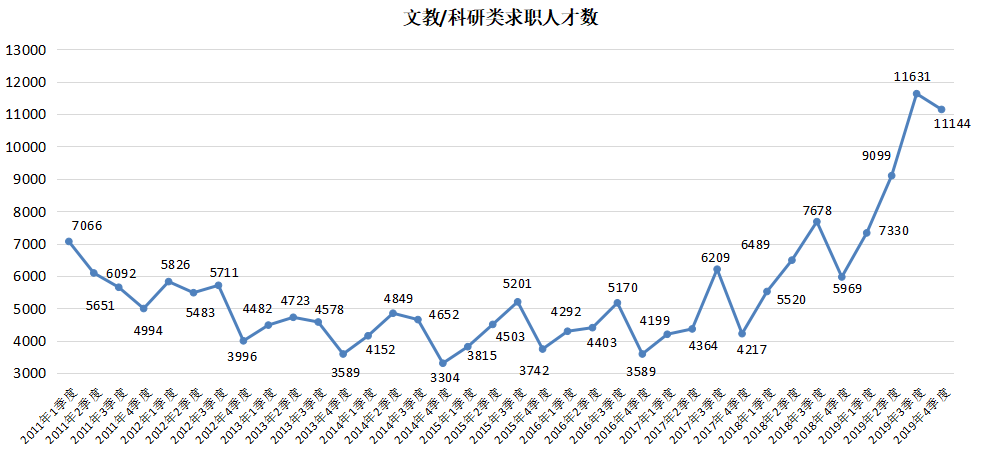 文教/科研类求职人才数
13000
12000
11000
10000
9000
8000
7000
6000
5000
4000
3000
7066
6092
5651
4994
5826
5483
5711
3996
4482
4723
4578
3589
4152
4849
4652
3304
3815
4503
5201
3742
4292
4403
5170
3589
4199
4364
6209
4217
5520
6489
7678
5969
7330
9099
11631
11144
2011年1季度
2011年2季度
2011年3季度
2011年4季度
2012年1季度
2012年2季度
2012年3季度
2012年4季度
2013年1季度
2013年2季度
2013年3季度
2013年4季度
2014年1季度
2014年2季度
2014年3季度
2014年4季度
2015年1季度
2015年2季度
2015年3季度
2015年4季度
2016年1季度
2016年2季度
2016年3季度
2016年4季度
2017年1季度
2017年2季度
2017年3季度
2017年4季度
2018年1季度
2018年2季度
2018年3季度
2018年4季度
2019年1季度
2019年2季度
2019年3季度
2019年4季度